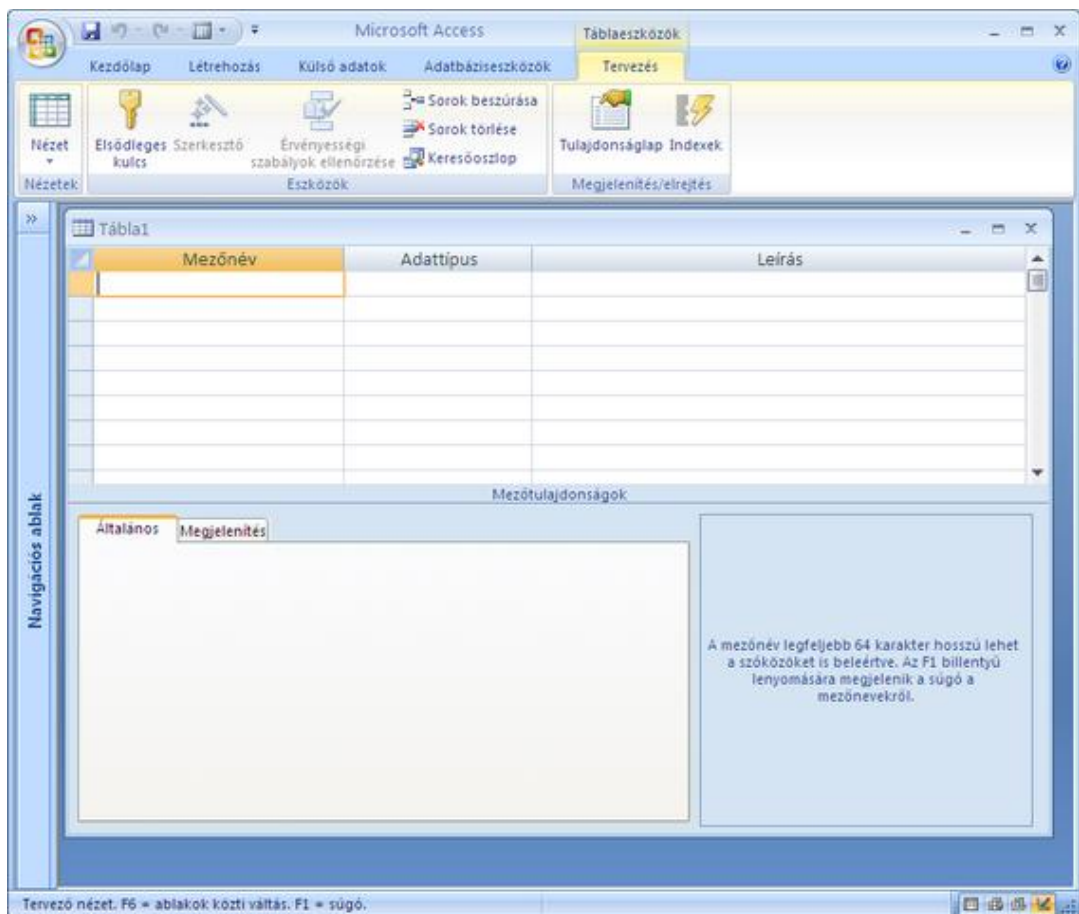 Microsoft Access
Táblaeszközök
Kezdőlap Létrehozás Külső adatok Adatbáziseszközök Tervezés
Nézet
Nézetek
Elsődleges kulcs
Szerkesztő
Érvényességi szabályok ellenőrzése
Sorok beszúrása
Sorok törlése
Keresőoszlop
Eszközök
Tulajdonságlap
Indexek
Megjelenítés/elrejtés
Navigációs ablak
Tábla1
Mezőnév Adattípus Leírás
Mezőtulajdonságok
Általános Megjelenítés
A mezőnév legfeljebb 64 karakter hosszú lehet
a szóközöket is beleértve. Az F1 billentyű
lenyomására megjelenik a súgó a
mezőnevekről.
Tervező nézet. F6 = ablakok közti váltás. F1 = súgó.